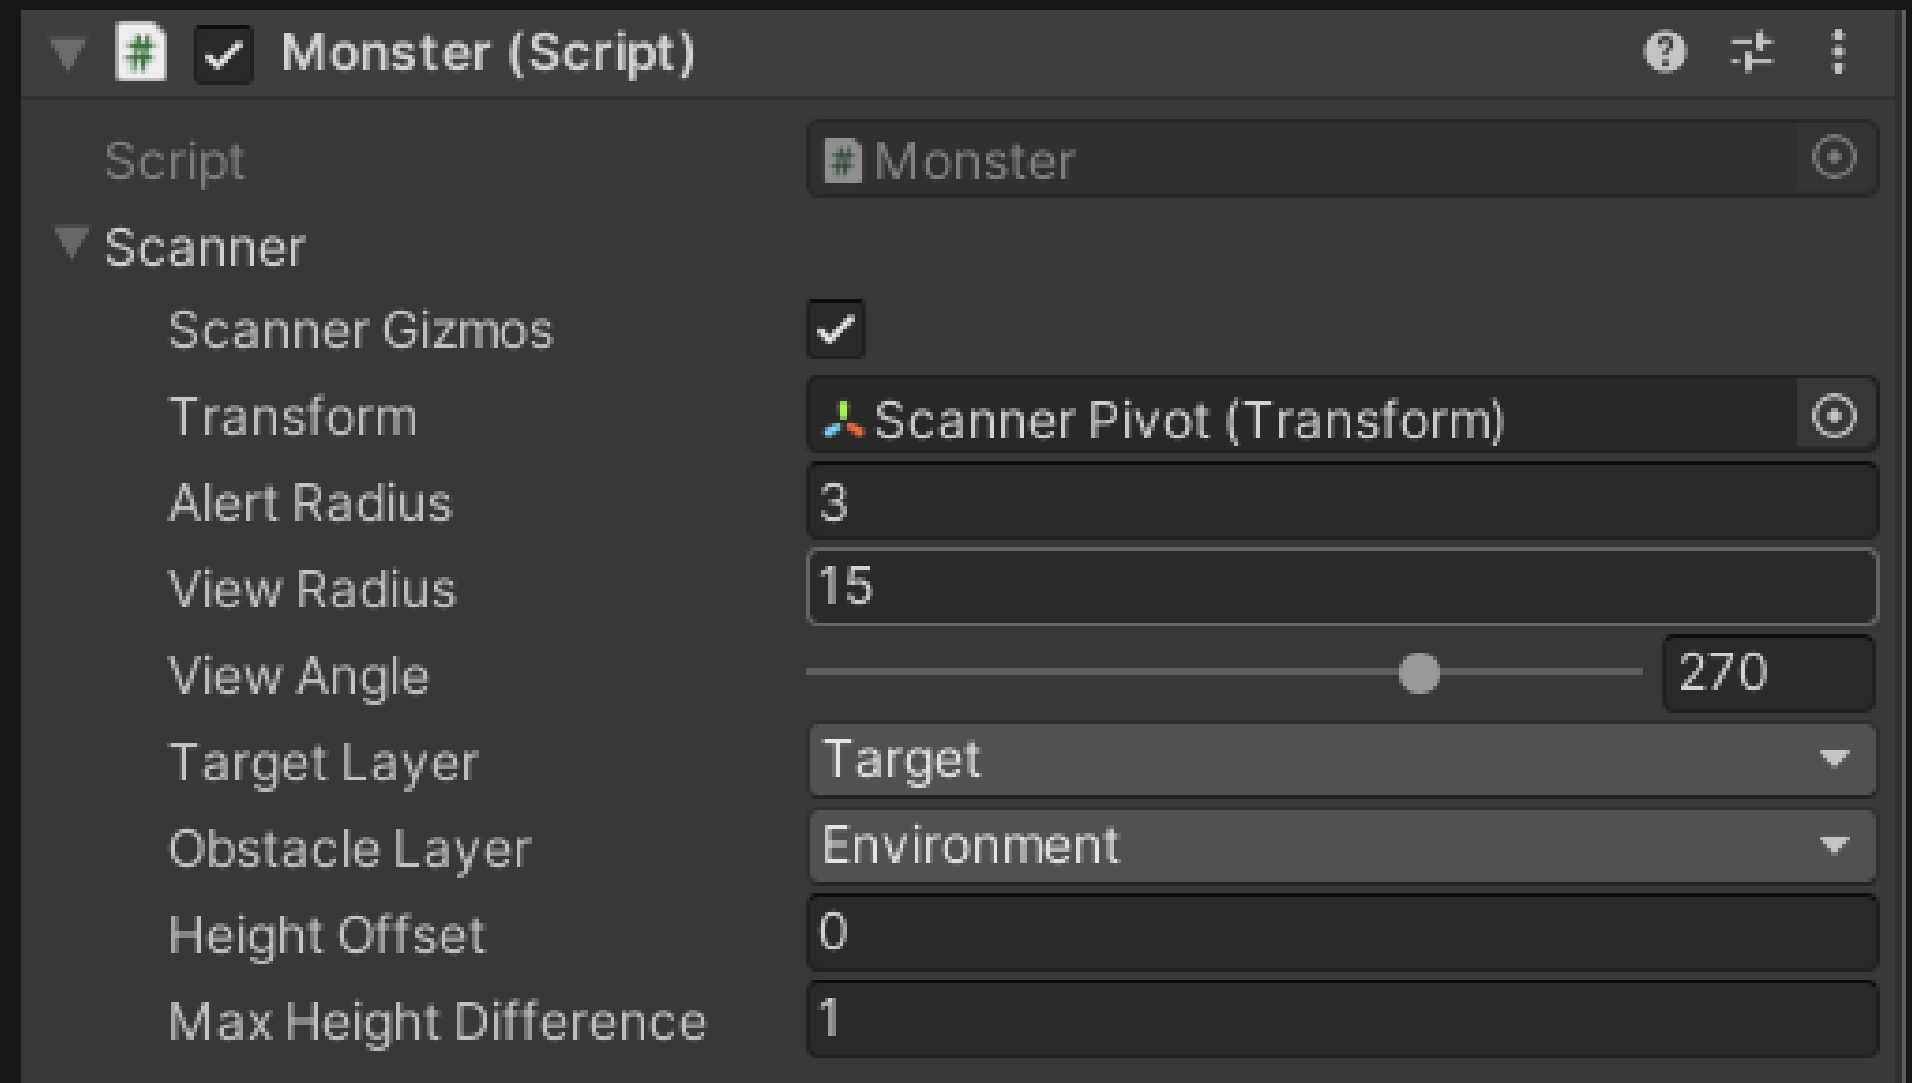 Monster (Script)
Script Monster
Scanner
Scanner Gizmos
Transform Scanner Pivot (Transform)
Alert Radius 3
View Radius 15
View Angle 270
Target Layer Target
Obstacle Layer Environment
Height Offset 0
Max Height Difference 1